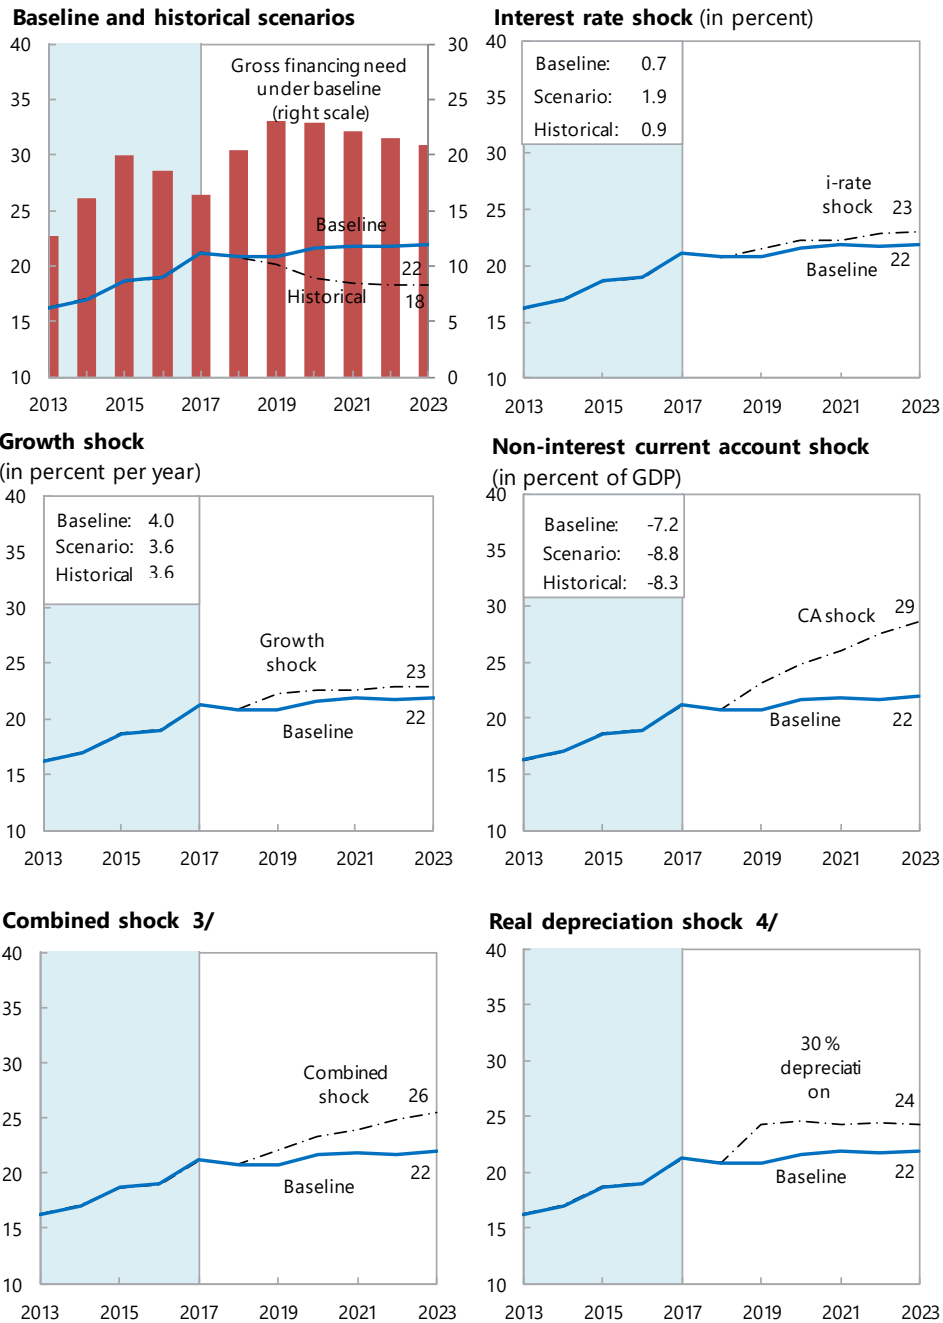 Baseline and historical scenarios
40
35
30
25
20
15
10
30
25
20
15
10
5
0
Gross financing need
under baseline
(right scale)
Baseline
22
Historical
18
2013 2015 2017 2019 2021 2023
Interest rate shock (in percent)
40
35
30
25
20
15
10
Baseline: 0.7
Scenario: 1.9
Historical: 0.9
i-rate
shock 23
Baseline 22
2013 2015 2017 2019 2021 2023
Growth shock
(in percent per year)
40
35
30
25
20
15
10
Baseline: 4.0
Scenario: 3.6
Historical 3.6
Growth
shock
23
22
Baseline
2013 2015 2017 2019 2021 2023
Non-interest current account shock
(in percent of GDP)
40
35
30
25
20
15
10
Baseline: -7.2
Scenario: -8.8
Historical: -8.3
CA shock 29
Baseline 22
2013 2015 2017 2019 2021 2023
Combined shock 3/
40
35
30
25
20
15
10
Combined
shock 26
22
Baseline
2013 2015 2017 2019 2021 2023
Real depreciation shock 4/
40
35
30
25
20
15
10
30 %
depreciati
on
24
Baseline 22
2013 2015 2017 2019 2021 2023